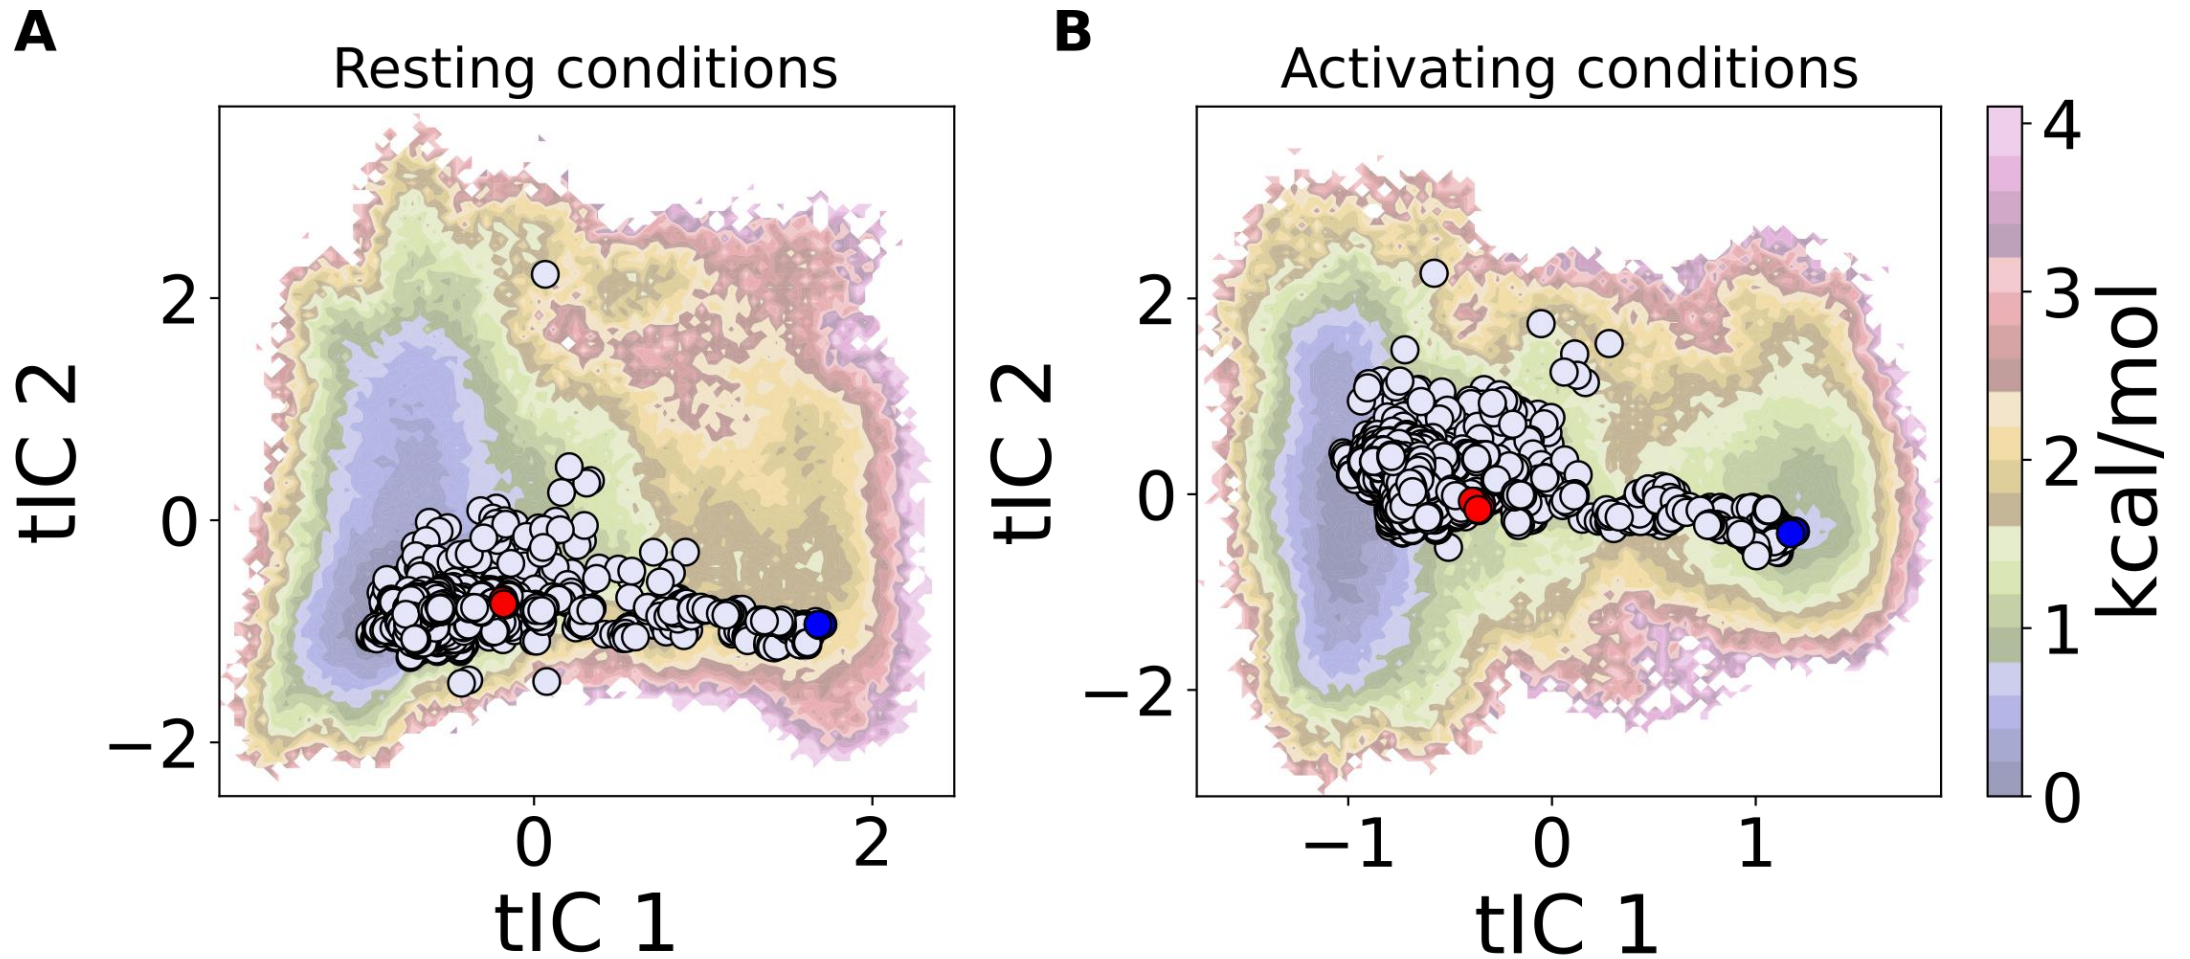 A
Resting conditions
tIC 2
2
0
−2
0
2
tIC 1
B
Activating conditions
tIC 2
2
0
−2
−1
0
1
tIC 1
4
3
2
1
0
kcal/mol